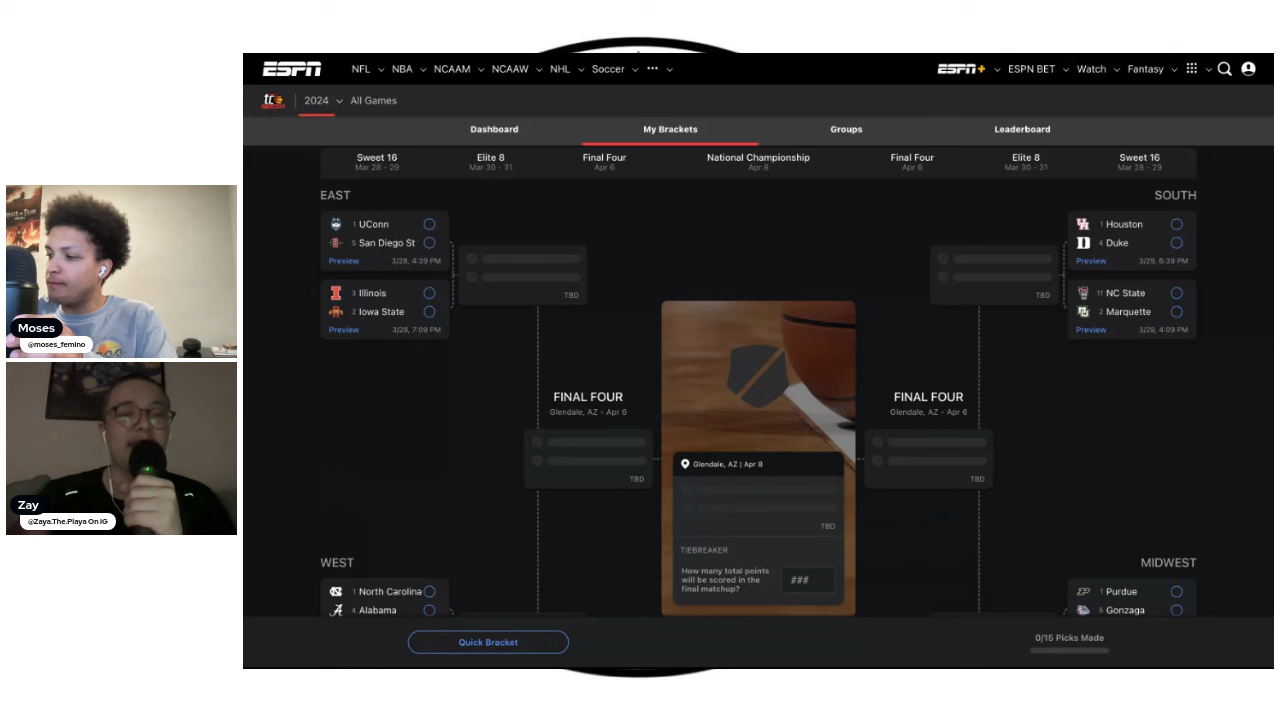 ESPN
NFL NBA NCAAM NCAAW NHL Soccer ...
ESPN+ ESPN BET Watch Fantasy
tc
2024 All Games
Dashboard My Brackets Groups Leaderboard
Sweet 16 Elite 8 Final Four National Championship Final Four Elite 8 Sweet 16
Mar 28 - 29 Mar 30 - 31 Apr 6 Apr 8 Apr 6 Mar 30 - 31 Mar 28 - 29
EAST
1 UConn
5 San Diego St
Preview 3/28, 4:39 PM
3 Illinois
2 Iowa State
Preview 3/28, 7:09 PM
TBD
SOUTH
1 Houston
4 Duke
Preview 3/29, 6:39 PM
11 NC State
2 Marquette
Preview 3/29, 4:09 PM
TBD
FINAL FOUR
Glendale, AZ - Apr 6
TBD
FINAL FOUR
Glendale, AZ - Apr 6
TBD
Glendale, AZ | Apr 8
TBD
TIEBREAKER
How many total points
will be scored in the
final matchup?
###
WEST
1 North Carolina
4 Alabama
MIDWEST
1 Purdue
5 Gonzaga
Quick Bracket
0/15 Picks Made
Moses
@moses_femino
Zay
@Zaya.The.Playa On IG